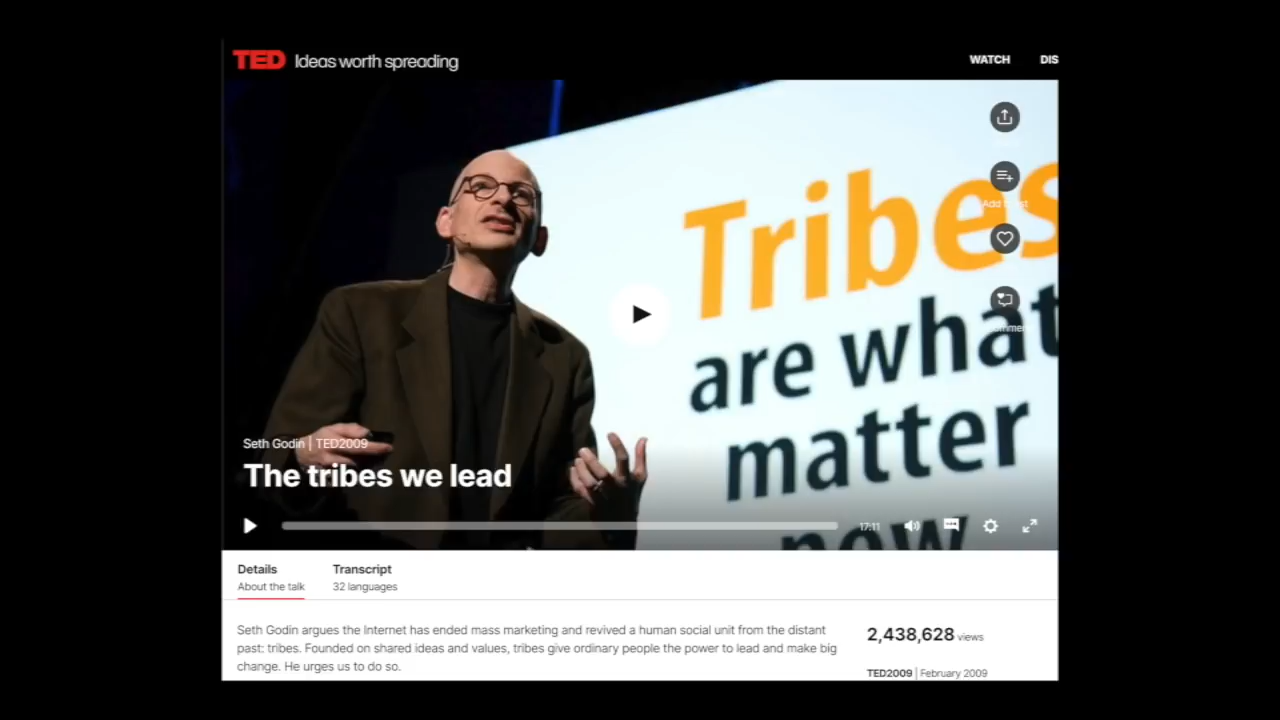 TED Ideas worth spreading
WATCH
DIS
Tribes
are what
matter
now
Add
Seth Godin | TED2009
The tribes we lead
17:11
Details
Transcript
About the talk
32 languages
Seth Godin argues the Internet has ended mass marketing and revived a human social unit from the distant
past: tribes. Founded on shared ideas and values, tribes give ordinary people the power to lead and make big
change. He urges us to do so.
2,438,628 views
TED2009 | February 2009